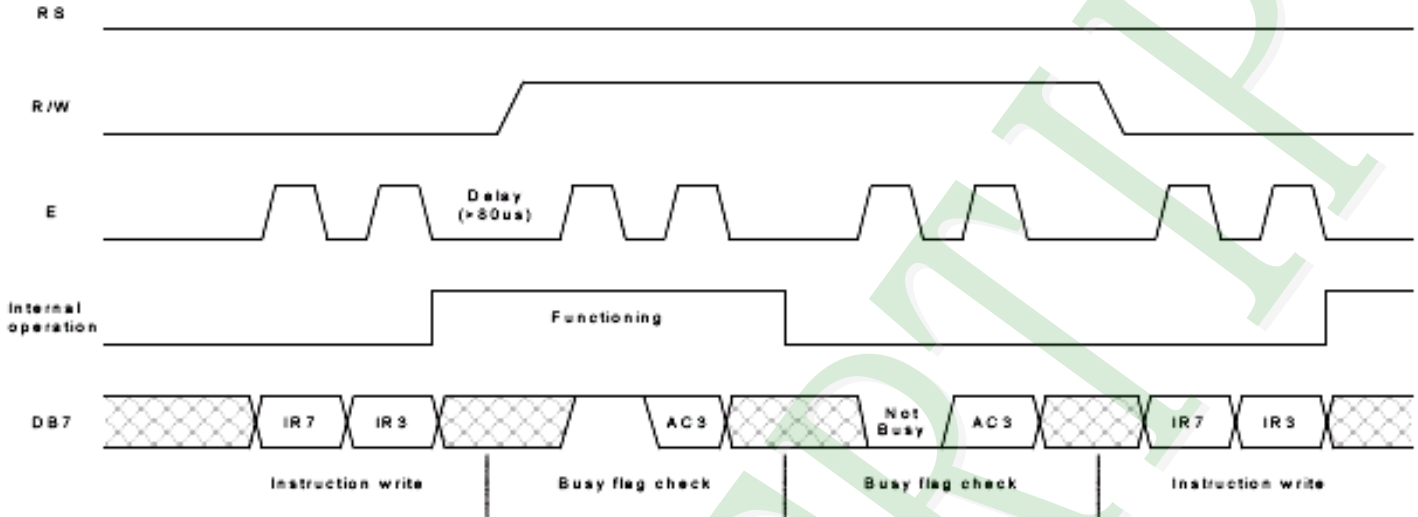 RS
R/W
E
Delay
(>80us)
Internal
operation
Functioning
DB7
IR7
IR3
AC3
Not
Busy
AC3
IR7
IR3
Instruction write
Busy flag check
Busy flag check
Instruction write